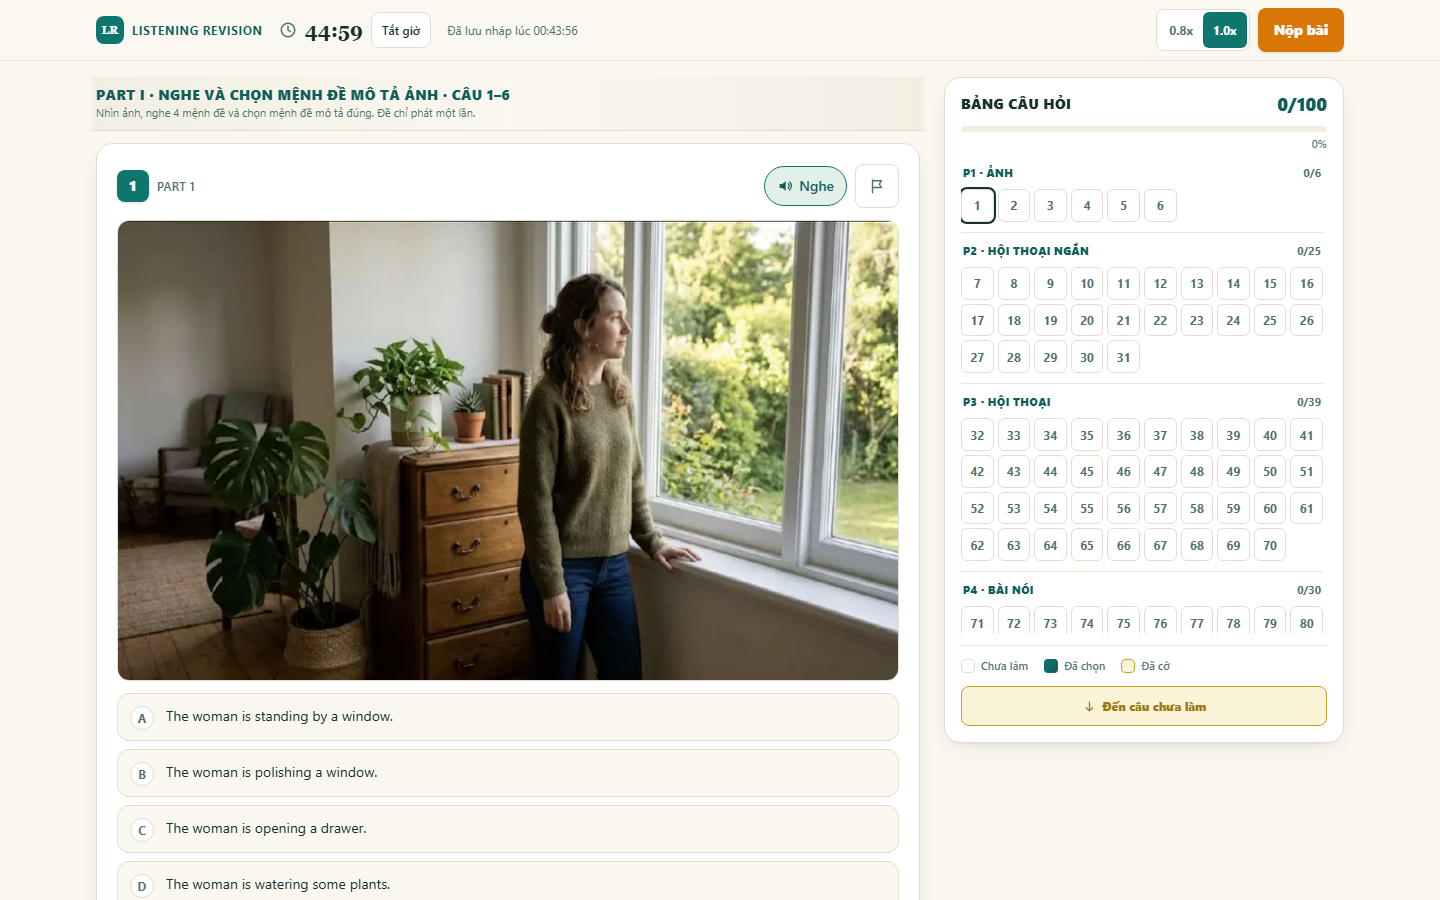 LR LISTENING REVISION 44:59 Tắt giờ Đã lưu nháp lúc 00:43:56 0.8x 1.0x Nộp bài
PART I · NGHE VÀ CHỌN MỆNH ĐỀ MÔ TẢ ẢNH · CÂU 1–6
Nhìn ảnh, nghe 4 mệnh đề và chọn mệnh đề mô tả đúng. Đề chỉ phát một lần.
1 PART 1 Nghe
A The woman is standing by a window.
B The woman is polishing a window.
C The woman is opening a drawer.
D The woman is watering some plants.
BẢNG CÂU HỎI 0/100
0%
P1 · ẢNH 0/6
1 2 3 4 5 6
P2 · HỘI THOẠI NGẮN 0/25
7 8 9 10 11 12 13 14 15 16
17 18 19 20 21 22 23 24 25 26
27 28 29 30 31
P3 · HỘI THOẠI 0/39
32 33 34 35 36 37 38 39 40 41
42 43 44 45 46 47 48 49 50 51
52 53 54 55 56 57 58 59 60 61
62 63 64 65 66 67 68 69 70
P4 · BÀI NÓI 0/30
71 72 73 74 75 76 77 78 79 80
Chưa làm Đã chọn Đã cờ
↓ Đến câu chưa làm